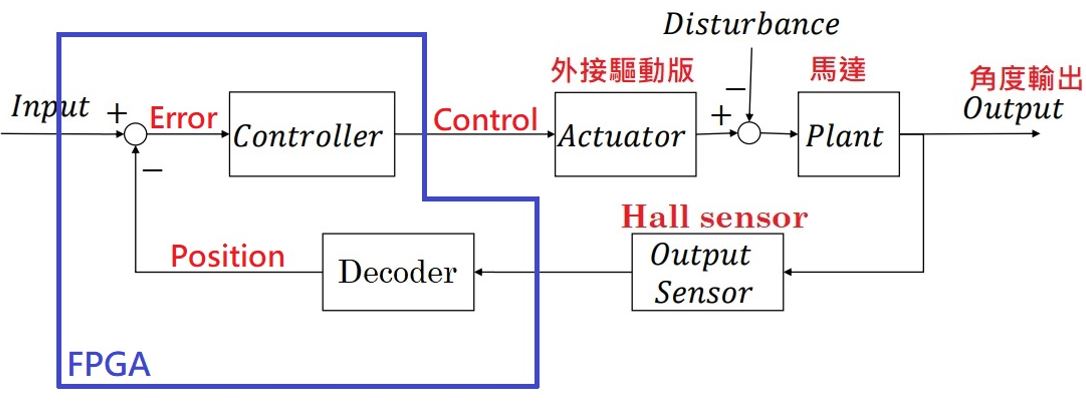 Disturbance
外接驅動版
馬達
角度輸出
Input
+
Error
Controller
Control
Actuator
+
−
Plant
Output
−
Hall sensor
Position
Decoder
Output
Sensor
FPGA